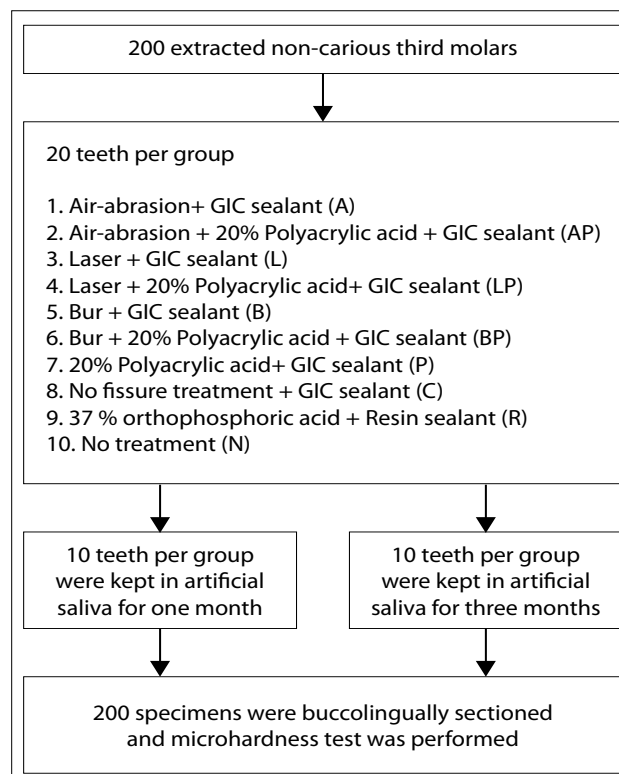 200 extracted non-carious third molars
20 teeth per group
1. Air-abrasion+ GIC sealant (A)
2. Air-abrasion + 20% Polyacrylic acid + GIC sealant (AP)
3. Laser + GIC sealant (L)
4. Laser + 20% Polyacrylic acid+ GIC sealant (LP)
5. Bur + GIC sealant (B)
6. Bur + 20% Polyacrylic acid + GIC sealant (BP)
7. 20% Polyacrylic acid+ GIC sealant (P)
8. No fissure treatment + GIC sealant (C)
9. 37 % orthophosphoric acid + Resin sealant (R)
10. No treatment (N)
10 teeth per group
were kept in artificial
saliva for one month
10 teeth per group
were kept in artificial
saliva for three months
200 specimens were buccolingually sectioned
and microhardness test was performed